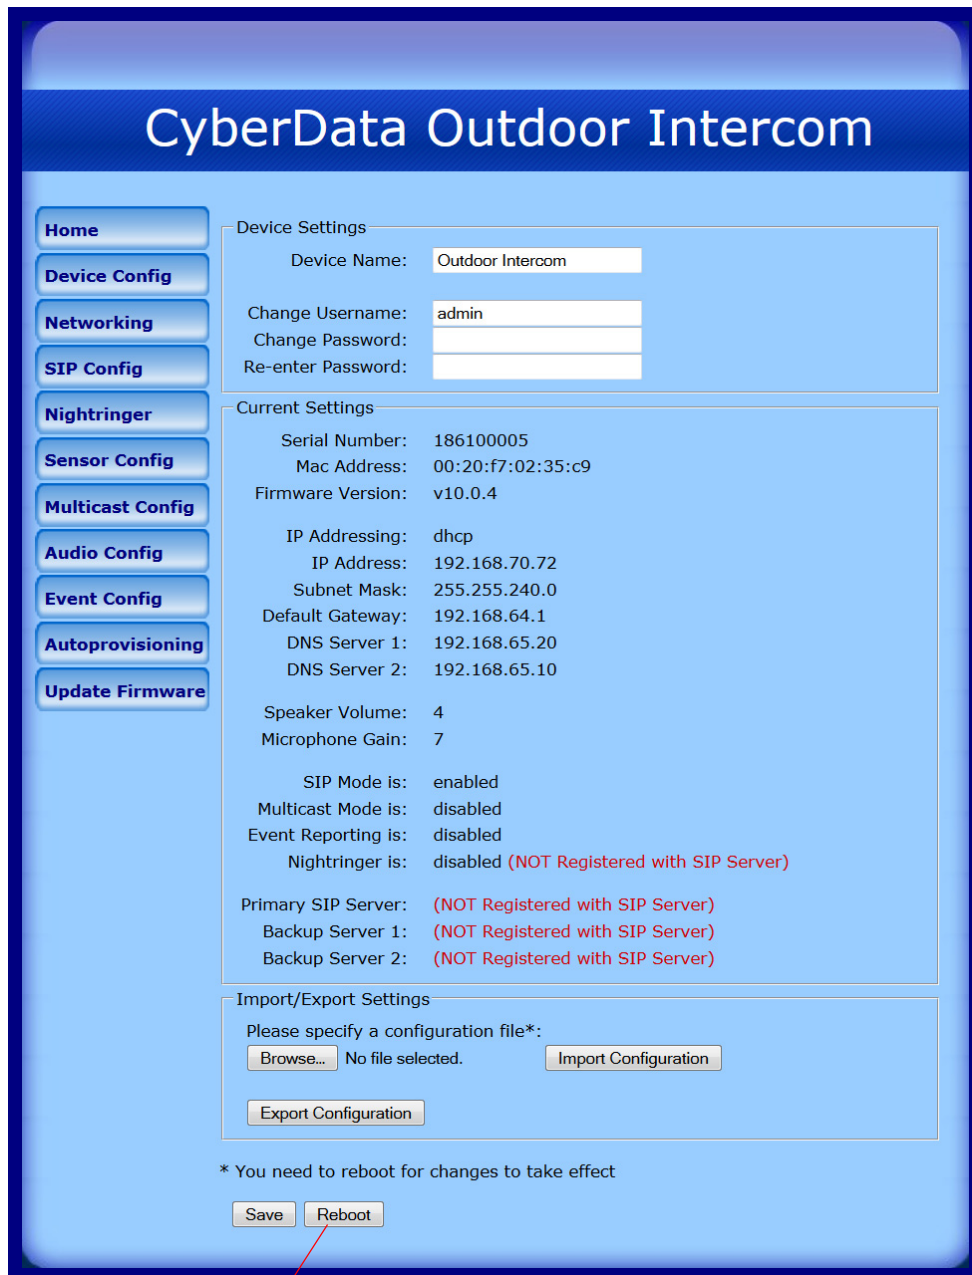 CyberData Outdoor Intercom
Home
Device Config
Networking
SIP Config
Nightringer
Sensor Config
Multicast Config
Audio Config
Event Config
Autoprovisioning
Update Firmware
Device Settings
Device Name: Outdoor Intercom
Change Username: admin
Change Password:
Re-enter Password:
Current Settings
Serial Number: 186100005
Mac Address: 00:20:f7:02:35:c9
Firmware Version: v10.0.4
IP Addressing: dhcp
IP Address: 192.168.70.72
Subnet Mask: 255.255.240.0
Default Gateway: 192.168.64.1
DNS Server 1: 192.168.65.20
DNS Server 2: 192.168.65.10
Speaker Volume: 4
Microphone Gain: 7
SIP Mode is: enabled
Multicast Mode is: disabled
Event Reporting is: disabled
Nightringer is: disabled (NOT Registered with SIP Server)
Primary SIP Server: (NOT Registered with SIP Server)
Backup Server 1: (NOT Registered with SIP Server)
Backup Server 2: (NOT Registered with SIP Server)
Import/Export Settings
Please specify a configuration file*:
Browse... No file selected. Import Configuration
Export Configuration
* You need to reboot for changes to take effect
Save Reboot